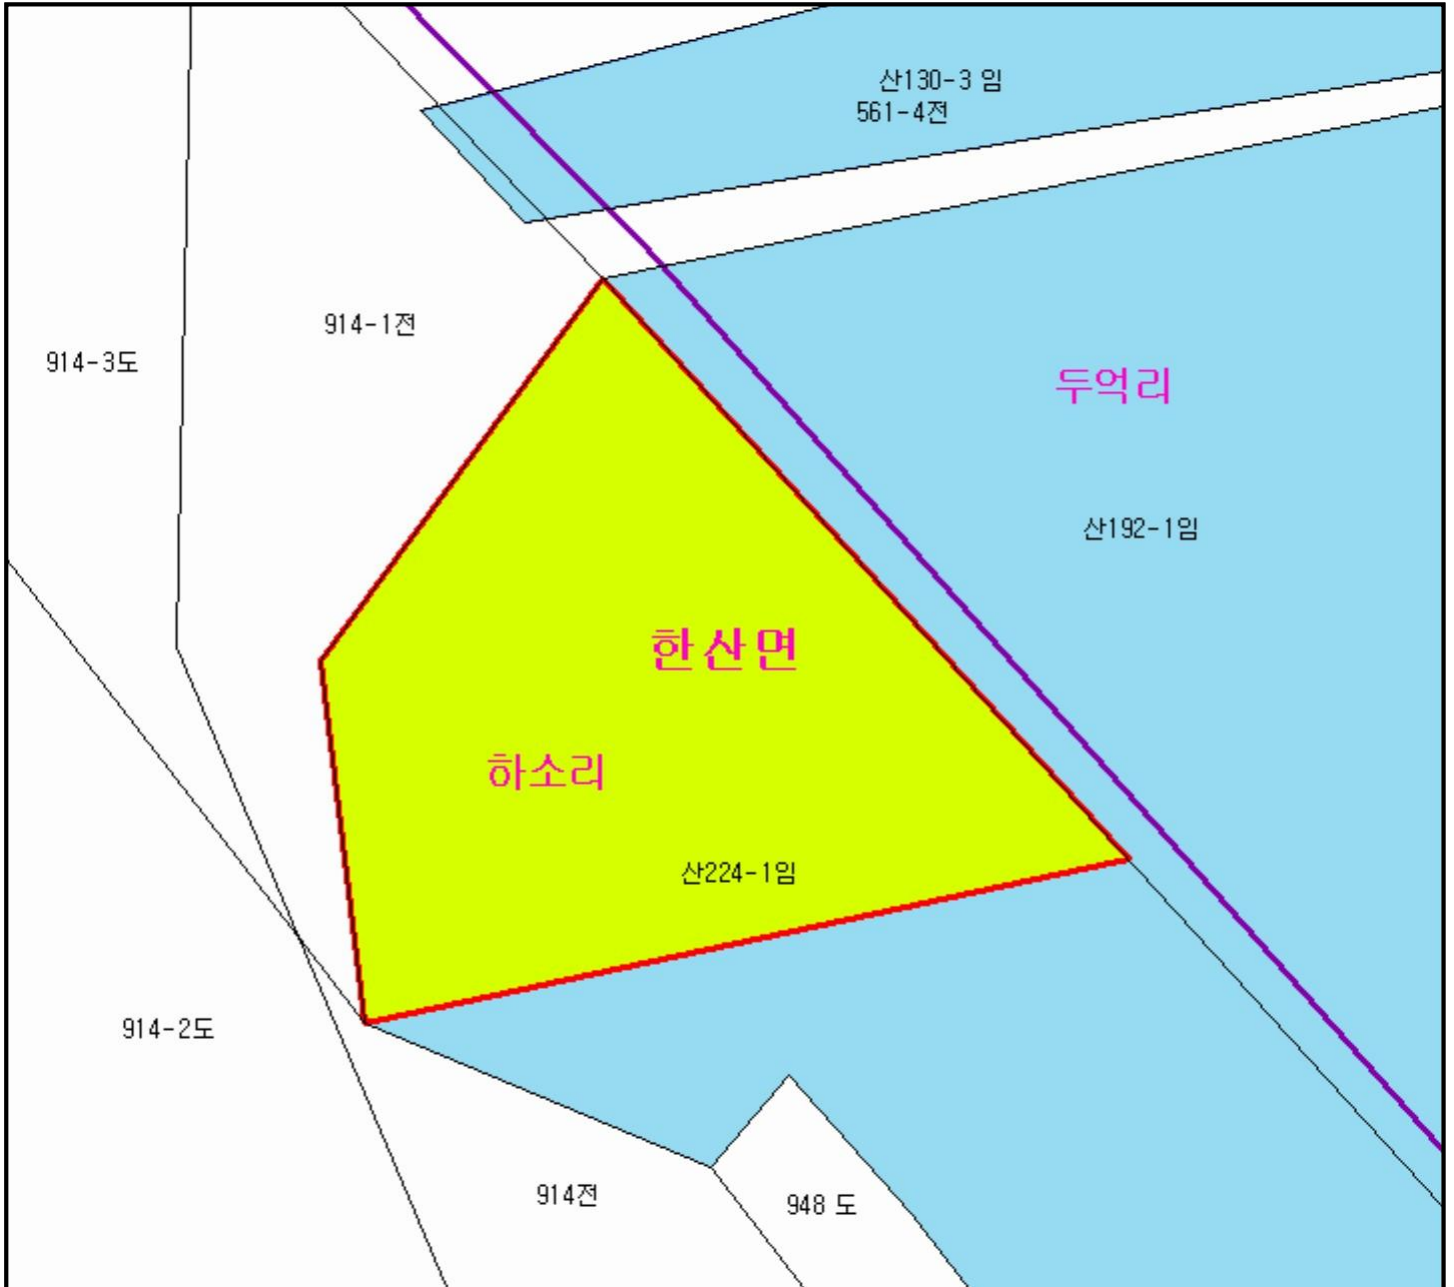 산130-3 임
561-4전
914-1전
914-3도
두억리
산192-1임
한산면
하소리
산224-1임
914-2도
914전
948 도